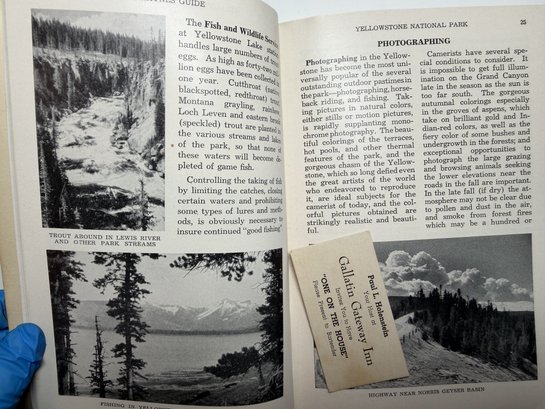 GUIDE
The Fish and Wildlife Service
at Yellowstone Lake station
handles large numbers of trout
eggs. As high as forty-two mil-
lion eggs have been collected in
one year. Cutthroat (native,
blackspotted, redthroat) trout,
Montana grayling, rainbow,
Loch Leven and eastern brook
(speckled) trout are planted in
the various streams and lakes
of the park, so that none of
these waters will become de-
pleted of game fish.
Controlling the taking of fish
by limiting the catches, closing
certain waters and prohibiting
some types of lures and meth-
ods, is obviously necessary to
insure continued "good fishing."
TROUT ABOUND IN LEWIS RIVER
AND OTHER PARK STREAMS
FISHING IN
YELLOWSTONE NATIONAL PARK 25
PHOTOGRAPHING
Photographing in the Yellow-
stone has become the most uni-
versally popular of the several
outstanding outdoor pastimes in
the park—photographing, horse-
back riding, and fishing. Tak-
ing pictures in natural colors,
either stills or motion pictures,
is rapidly supplanting mono-
chrome photography. The beau-
tiful colorings of the terraces,
hot pools, and other thermal
features of the park, and the
gorgeous chasm of the Yellow-
stone, which so long defied even
the great artists of the world
who endeavored to reproduce
it, are ideal subjects for the
camerist of today, and the col-
orful pictures obtained are
strikingly realistic and beauti-
ful.
Camerists have several spe-
cial conditions to consider. It
is impossible to get full illumi-
nation on the Grand Canyon
late in the season as the sun is
too far south. The gorgeous
autumnal colorings especially
in the groves of aspens, which
take on brilliant gold and In-
dian-red colors, as well as the
fiery color of some bushes and
undergrowth in the forests; and
exceptional opportunities to
photograph the large grazing
and browsing animals seeking
the lower elevations near the
roads in the fall are important.
In the late fall (if dry) the at-
mosphere may not be clear due
to pollen and dust in the air,
and smoke from forest fires
which may be a hundred or
Paul L. Holenstein
Your Host at
Gallatin Gateway Inn
Invites You to Have
"ONE ON THE HOUSE"
Please Present to Bartender
HIGHWAY NEAR NORRIS GEYSER BASIN